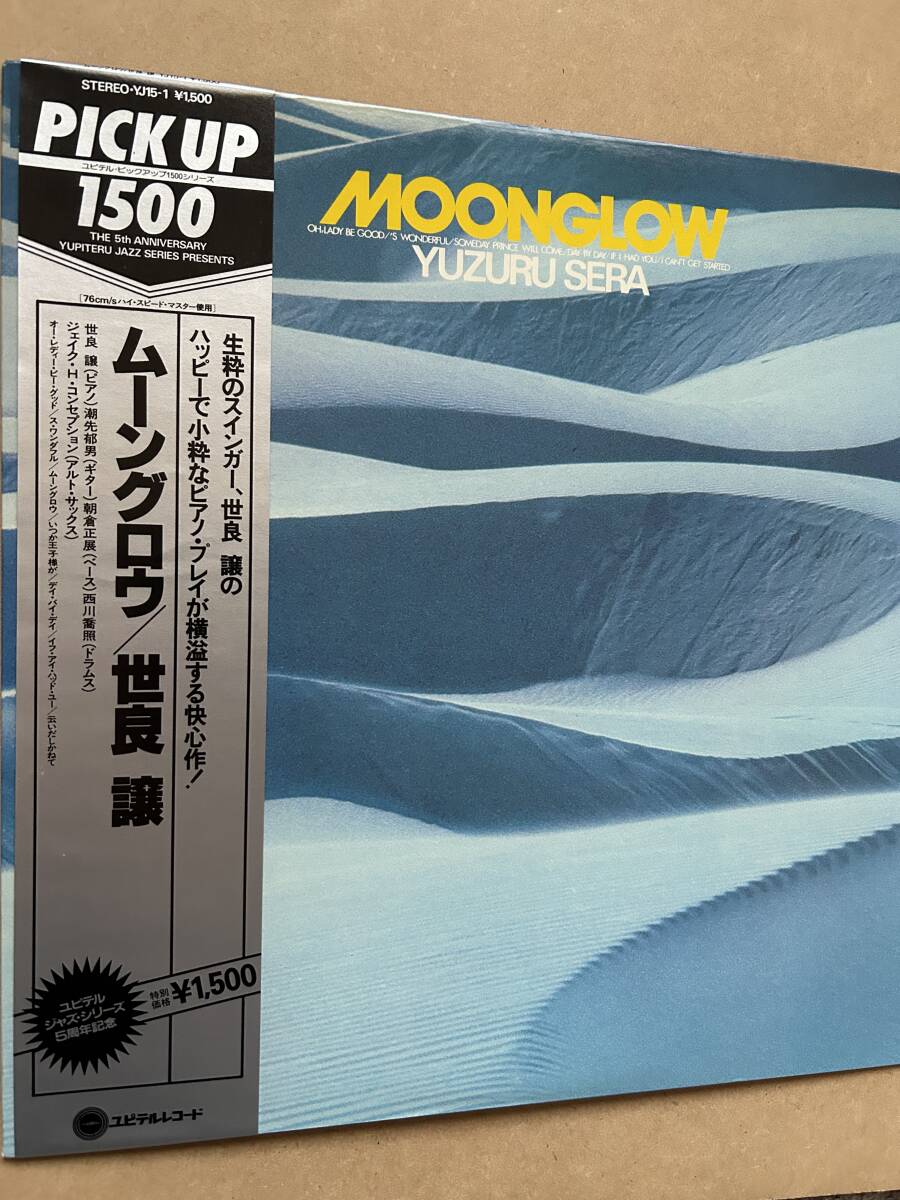 STEREO・YJ15-1 ¥1,500
PICK UP
ユピテル・ピックアップ1500シリーズ
1500
THE 5th ANNIVERSARY
YUPITERU JAZZ SERIES PRESENTS
[76cm/sハイ・スピード・マスター使用]
生粋のスインガー、世良 譲の
ハッピーで小粋なピアノ・プレイが横溢する快心作!
ムーングロウ/世良 譲
世良 譲(ピアノ)潮先郁男(ギター)朝倉正展(ベース)西川喬照(ドラムス)
ジェイク・H・コンセプション(アルト・サックス)
オー・レディー・ビー・グッド/ス・ワンダフル/ムーングロウ/いつか王子様が/デイ・バイ・デイ/イフ・アイ・ハッド・ユー/云いだしかねて
ユピテル
ジャズ・シリーズ
5周年記念
特別
価格
¥1,500
ユピテルレコード
MOONGLOW
OH-LADY BE GOOD/'S WONDERFUL/SOMEDAY PRINCE WILL COME/DAY BY DAY/IF I HAD YOU/I CAN'T GET STARTED
YUZURU SERA